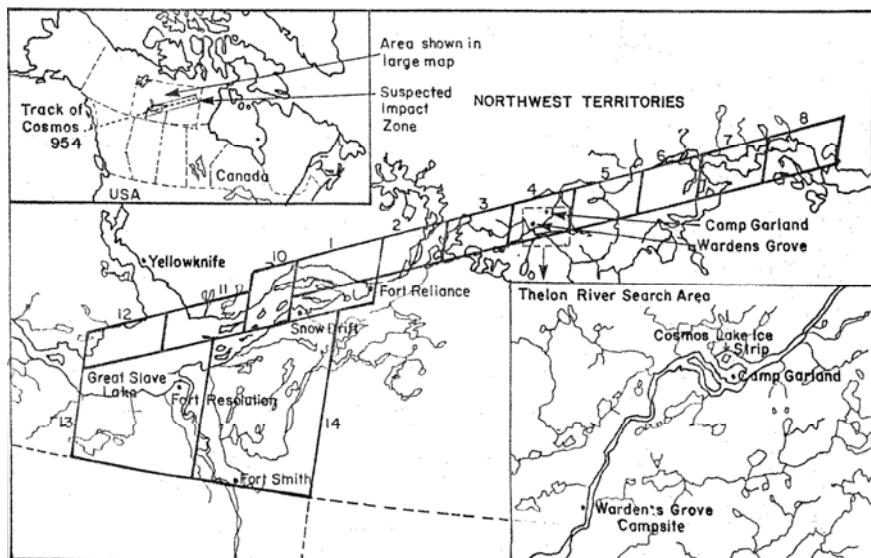 Area shown in
large map
Suspected
Impact
Zone
Track of
Cosmos
954
Canada
USA
NORTHWEST TERRITORIES
8
7
6
5
4
3
2
1
10
11
12
Camp Garland
Wardens Grove
Yellowknife
Fort Reliance
Snow Drift
Great Slave
Lake
Fort Resolution
13
14
Fort Smith
Thelon River Search Area
Cosmos Lake Ice
Strip
Camp Garland
Warden's Grove
Campsite